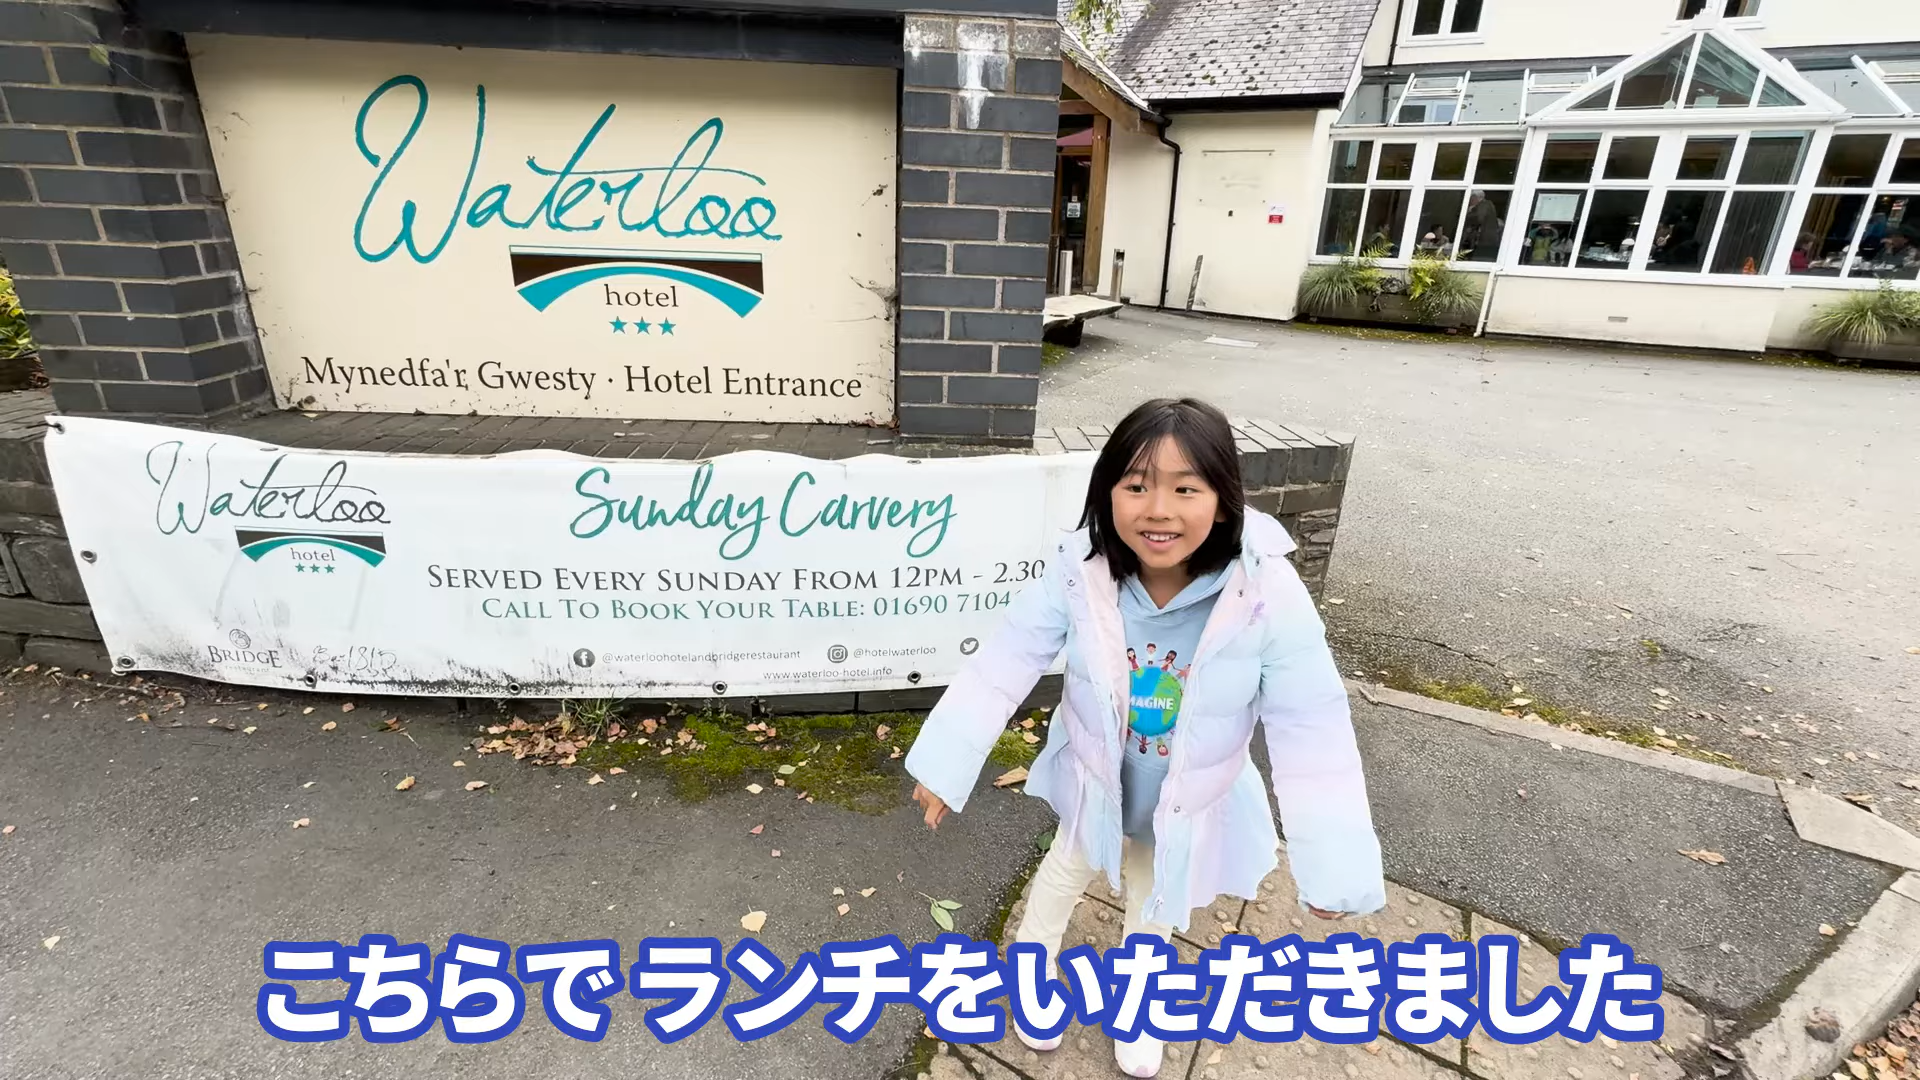 Waterloo
hotel
★★★
Mynedfa'r Gwesty · Hotel Entrance
Waterloo
hotel
★★★
Sunday Carvery
SERVED EVERY SUNDAY FROM 12PM - 2.30
CALL TO BOOK YOUR TABLE: 01690 7104
BRIDGE
@waterloohotelandbridgerestaurant
@hotelwaterloo
www.waterloo-hotel.info
IMAGINE
こちらで ランチをいただきました